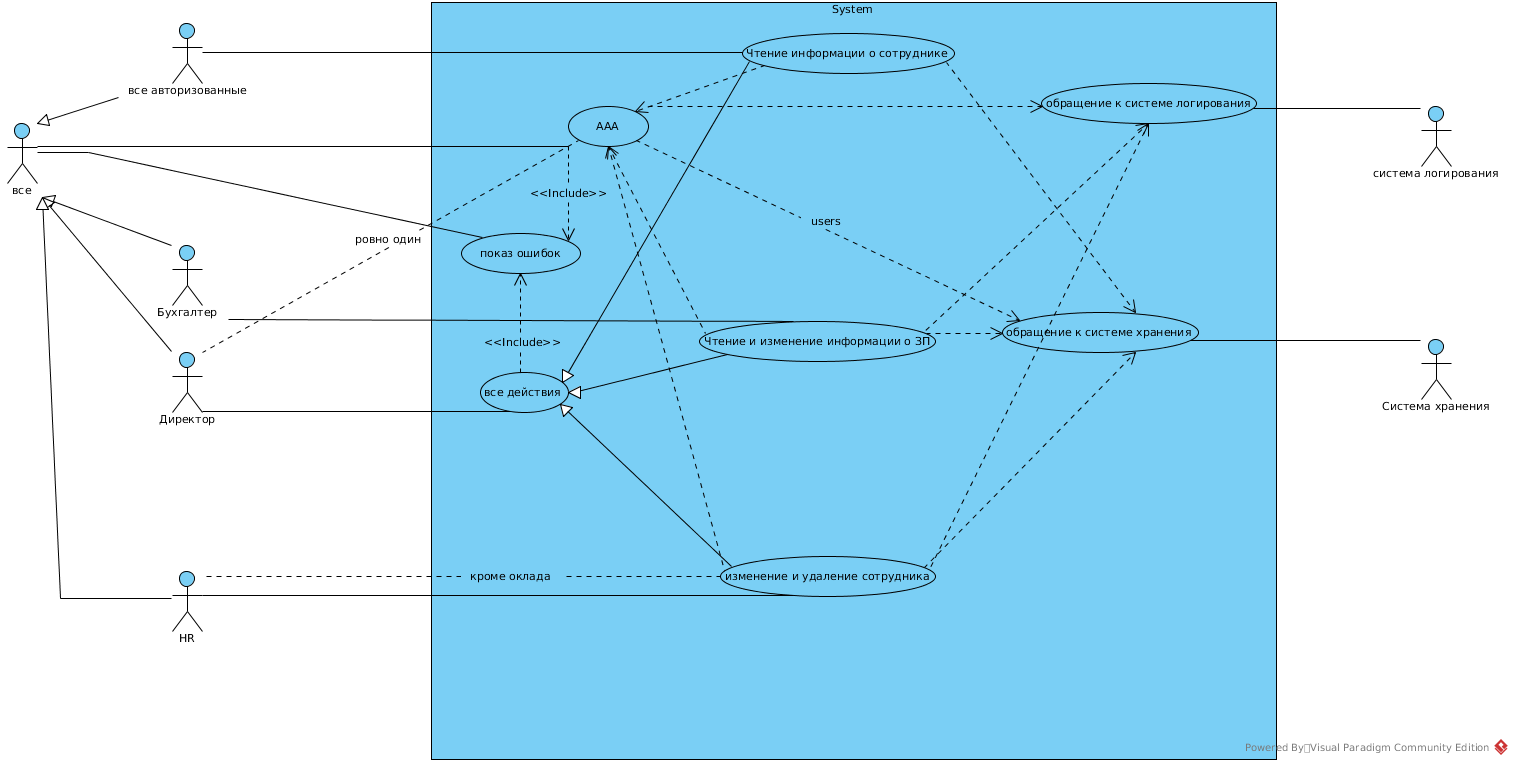 System
Чтение информации о сотруднике
все авторизованные
обращение к системе логирования
ААА
система логирования
все
<<Include>>
users
ровно один
показ ошибок
Бухгалтер
обращение к системе хранения
Чтение и изменение информации о ЗП
<<Include>>
все действия
Система хранения
Директор
кроме оклада
изменение и удаление сотрудника
HR
Powered By Visual Paradigm Community Edition